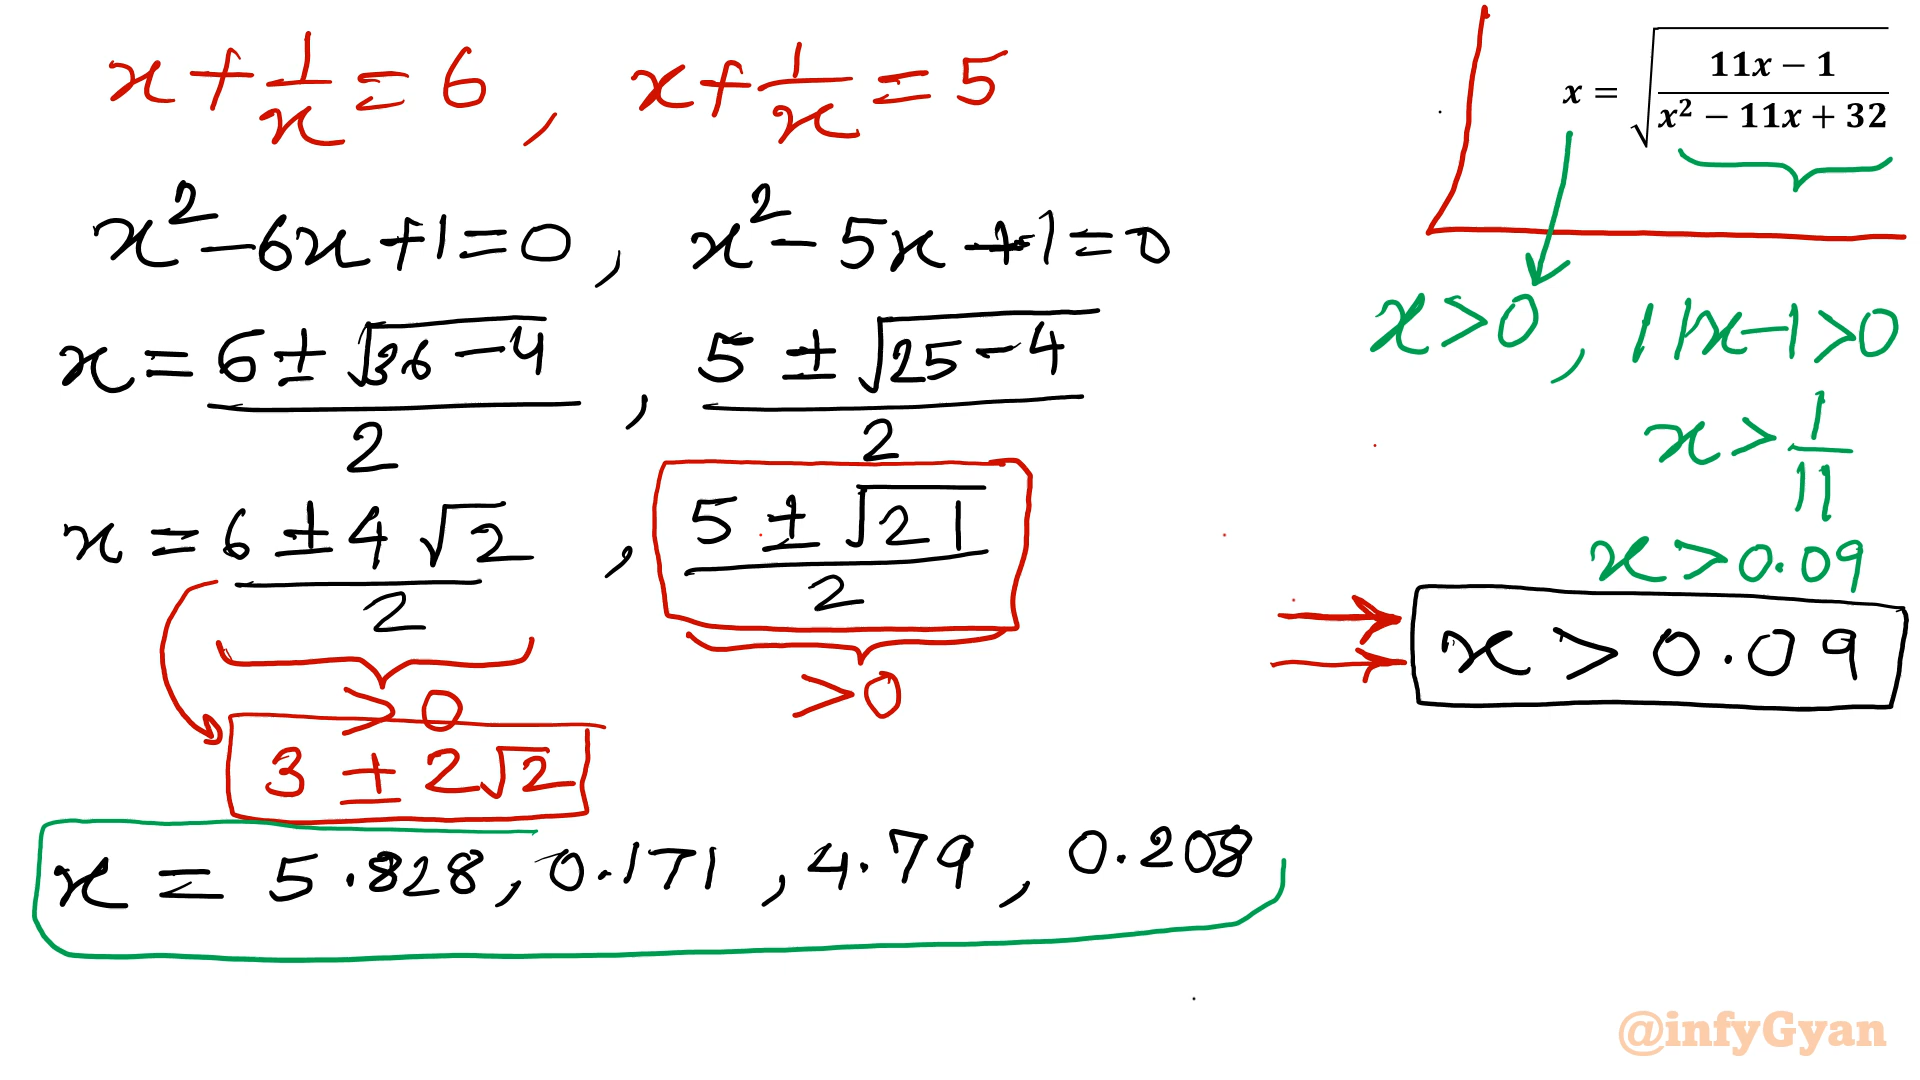 x + 1/x = 6 , x + 1/x = 5
x = √((11x − 1)/(x² − 11x + 32))
x² − 6x + 1 = 0 , x² − 5x + 1 = 0
x > 0 , 11x − 1 > 0
x = (6 ± √(36 − 4))/2 , (5 ± √(25 − 4))/2
x > 1/11
x = (6 ± 4√2)/2 , (5 ± √21)/2
x > 0.09
x > 0.09
> 0
> 0
3 ± 2√2
x = 5.828, 0.171 , 4.79 , 0.208
@infyGyan